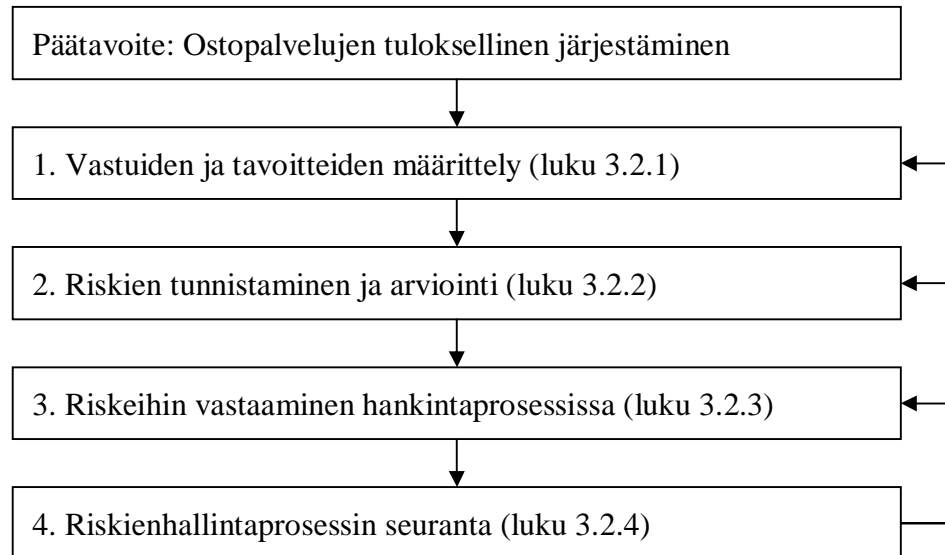 Päätavoite: Ostopalvelujen tuloksellinen järjestäminen
1. Vastuiden ja tavoitteiden määrittely (luku 3.2.1)
2. Riskien tunnistaminen ja arviointi (luku 3.2.2)
3. Riskeihin vastaaminen hankintaprosessissa (luku 3.2.3)
4. Riskienhallintaprosessin seuranta (luku 3.2.4)